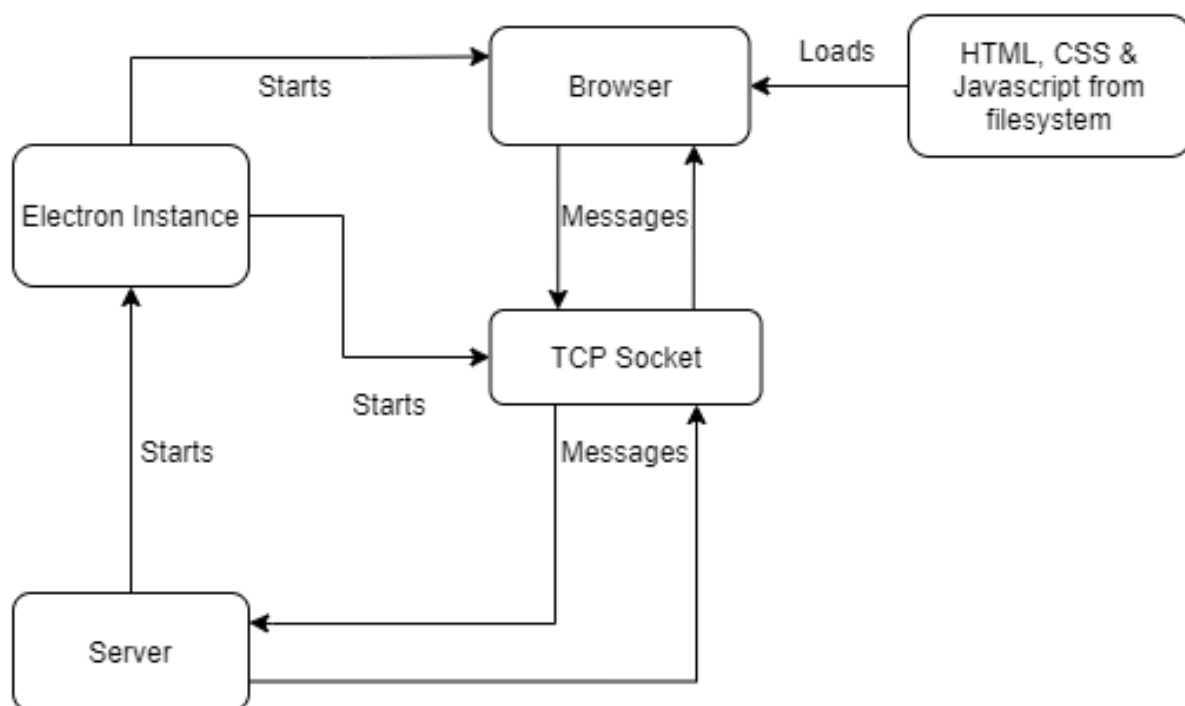 Loads
HTML, CSS &
Javascript from
filesystem
Browser
Starts
Electron Instance
Messages
TCP Socket
Starts
Starts
Messages
Server